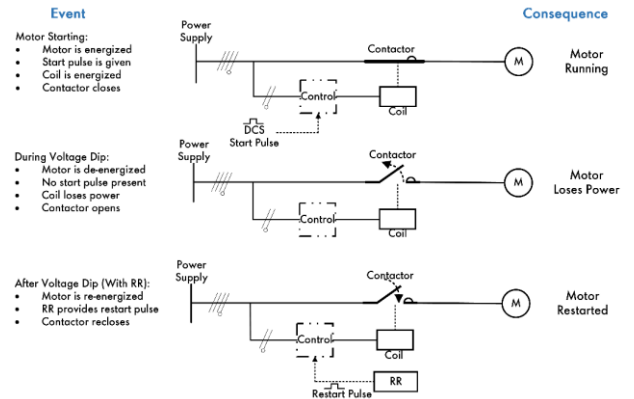 Event
Consequence
Motor Starting:
• Motor is energized
• Start pulse is given
• Coil is energized
• Contactor closes
Power
Supply
Contactor
M
Control
Coil
DCS
Start Pulse
Motor
Running
During Voltage Dip:
• Motor is de-energized
• No start pulse present
• Coil loses power
• Contactor opens
Power
Supply
Contactor
M
Control
Coil
Motor
Loses Power
After Voltage Dip (With RR):
• Motor is re-energized
• RR provides restart pulse
• Contactor recloses
Power
Supply
Contactor
M
Control
Coil
RR
Restart Pulse
Motor
Restarted